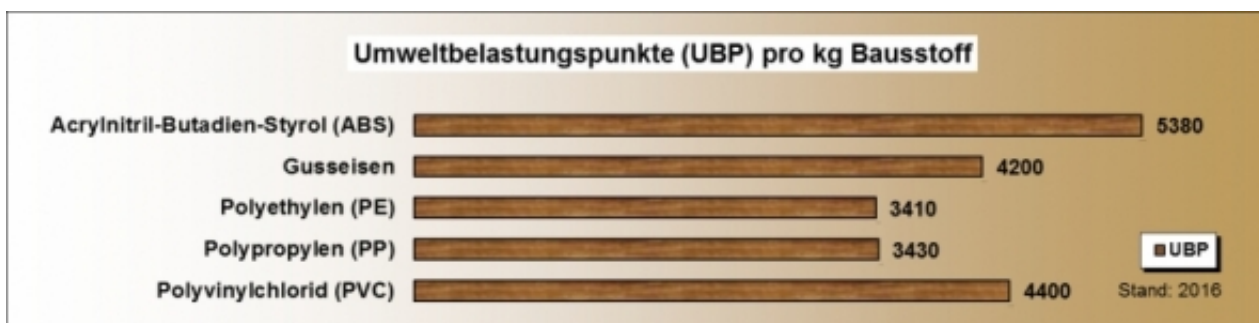 Umweltbelastungspunkte (UBP) pro kg Bausstoff
Acrylnitril-Butadien-Styrol (ABS) 5380
Gusseisen 4200
Polyethylen (PE) 3410
Polypropylen (PP) 3430
Polyvinylchlorid (PVC) 4400
UBP
Stand: 2016